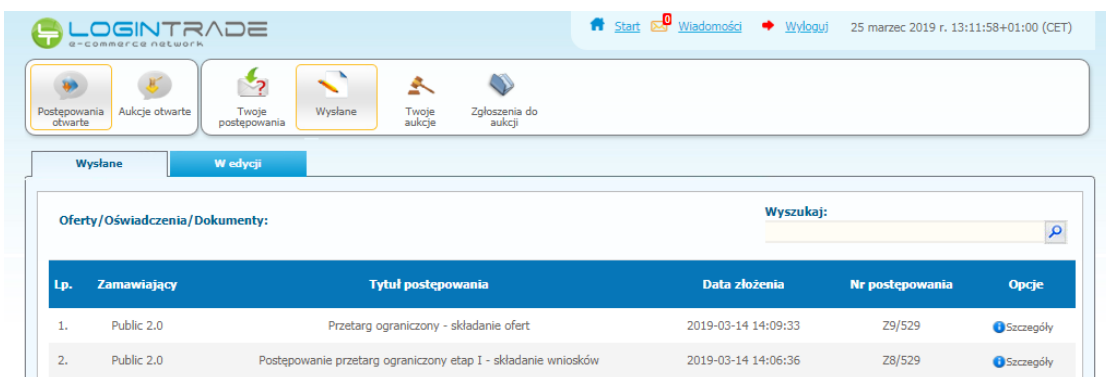 LOGINTRADE
e-commerce network
Start 0 Wiadomości Wyloguj 25 marzec 2019 r. 13:11:58+01:00 (CET)
Postępowania otwarte
Aukcje otwarte
Twoje postępowania
Wysłane
Twoje aukcje
Zgłoszenia do aukcji
Wysłane W edycji
Oferty/Oświadczenia/Dokumenty:
Wyszukaj:
Lp. Zamawiający Tytuł postępowania Data złożenia Nr postępowania Opcje
1. Public 2.0 Przetarg ograniczony - składanie ofert 2019-03-14 14:09:33 Z9/529 Szczegóły
2. Public 2.0 Postępowanie przetarg ograniczony etap I - składanie wniosków 2019-03-14 14:06:36 Z8/529 Szczegóły